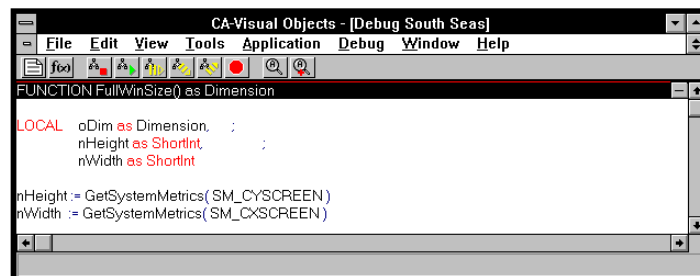 CA-Visual Objects - [Debug South Seas]
File Edit View Tools Application Debug Window Help
f(x)
FUNCTION FullWinSize() as Dimension
LOCAL oDim as Dimension, ;
nHeight as ShortInt, ;
nWidth as ShortInt
nHeight := GetSystemMetrics( SM_CYSCREEN )
nWidth := GetSystemMetrics( SM_CXSCREEN )